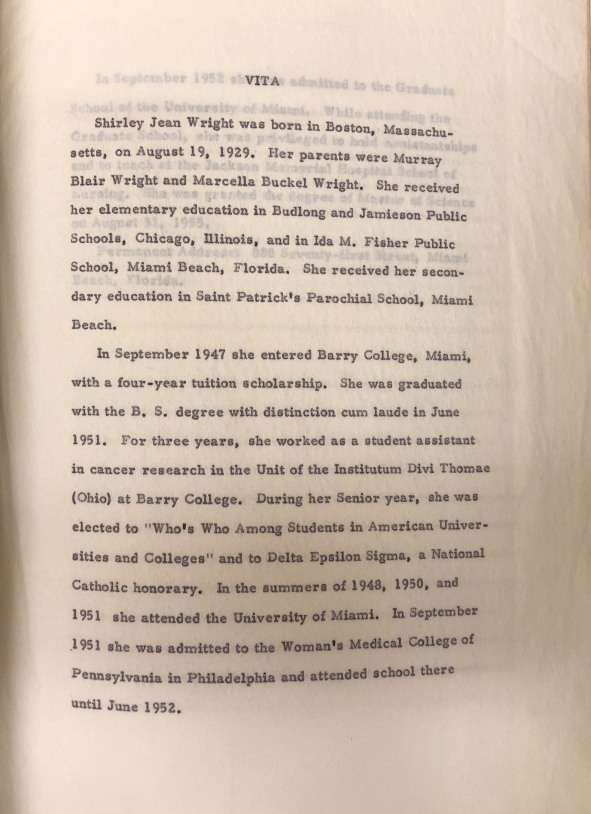 VITA
Shirley Jean Wright was born in Boston, Massachu-
setts, on August 19, 1929. Her parents were Murray
Blair Wright and Marcella Buckel Wright. She received
her elementary education in Budlong and Jamieson Public
Schools, Chicago, Illinois, and in Ida M. Fisher Public
School, Miami Beach, Florida. She received her secon-
dary education in Saint Patrick's Parochial School, Miami
Beach.
In September 1947 she entered Barry College, Miami,
with a four-year tuition scholarship. She was graduated
with the B. S. degree with distinction cum laude in June
1951. For three years, she worked as a student assistant
in cancer research in the Unit of the Institutum Divi Thomae
(Ohio) at Barry College. During her Senior year, she was
elected to "Who's Who Among Students in American Univer-
sities and Colleges" and to Delta Epsilon Sigma, a National
Catholic honorary. In the summers of 1948, 1950, and
1951 she attended the University of Miami. In September
1951 she was admitted to the Woman's Medical College of
Pennsylvania in Philadelphia and attended school there
until June 1952.